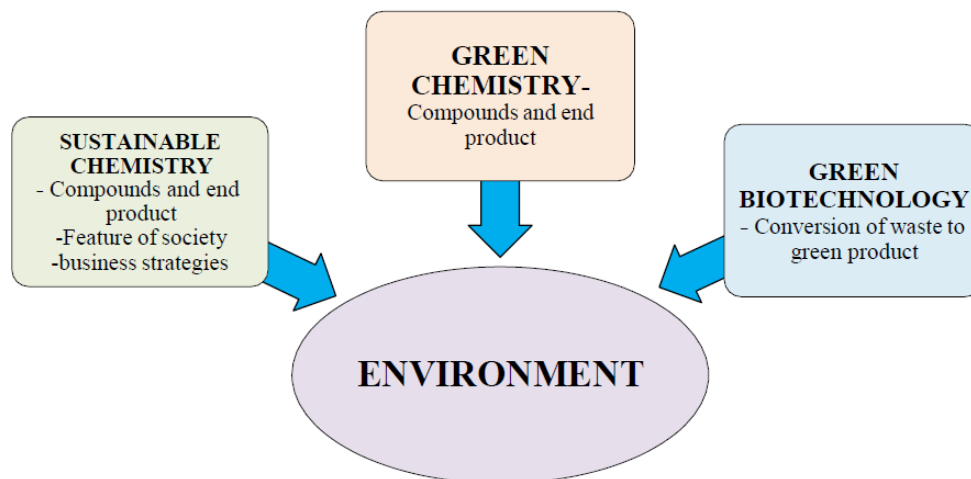 SUSTAINABLE
CHEMISTRY
- Compounds and end
product
-Feature of society
-business strategies
GREEN
CHEMISTRY-
Compounds and end
product
GREEN
BIOTECHNOLOGY
- Conversion of waste to
green product
ENVIRONMENT